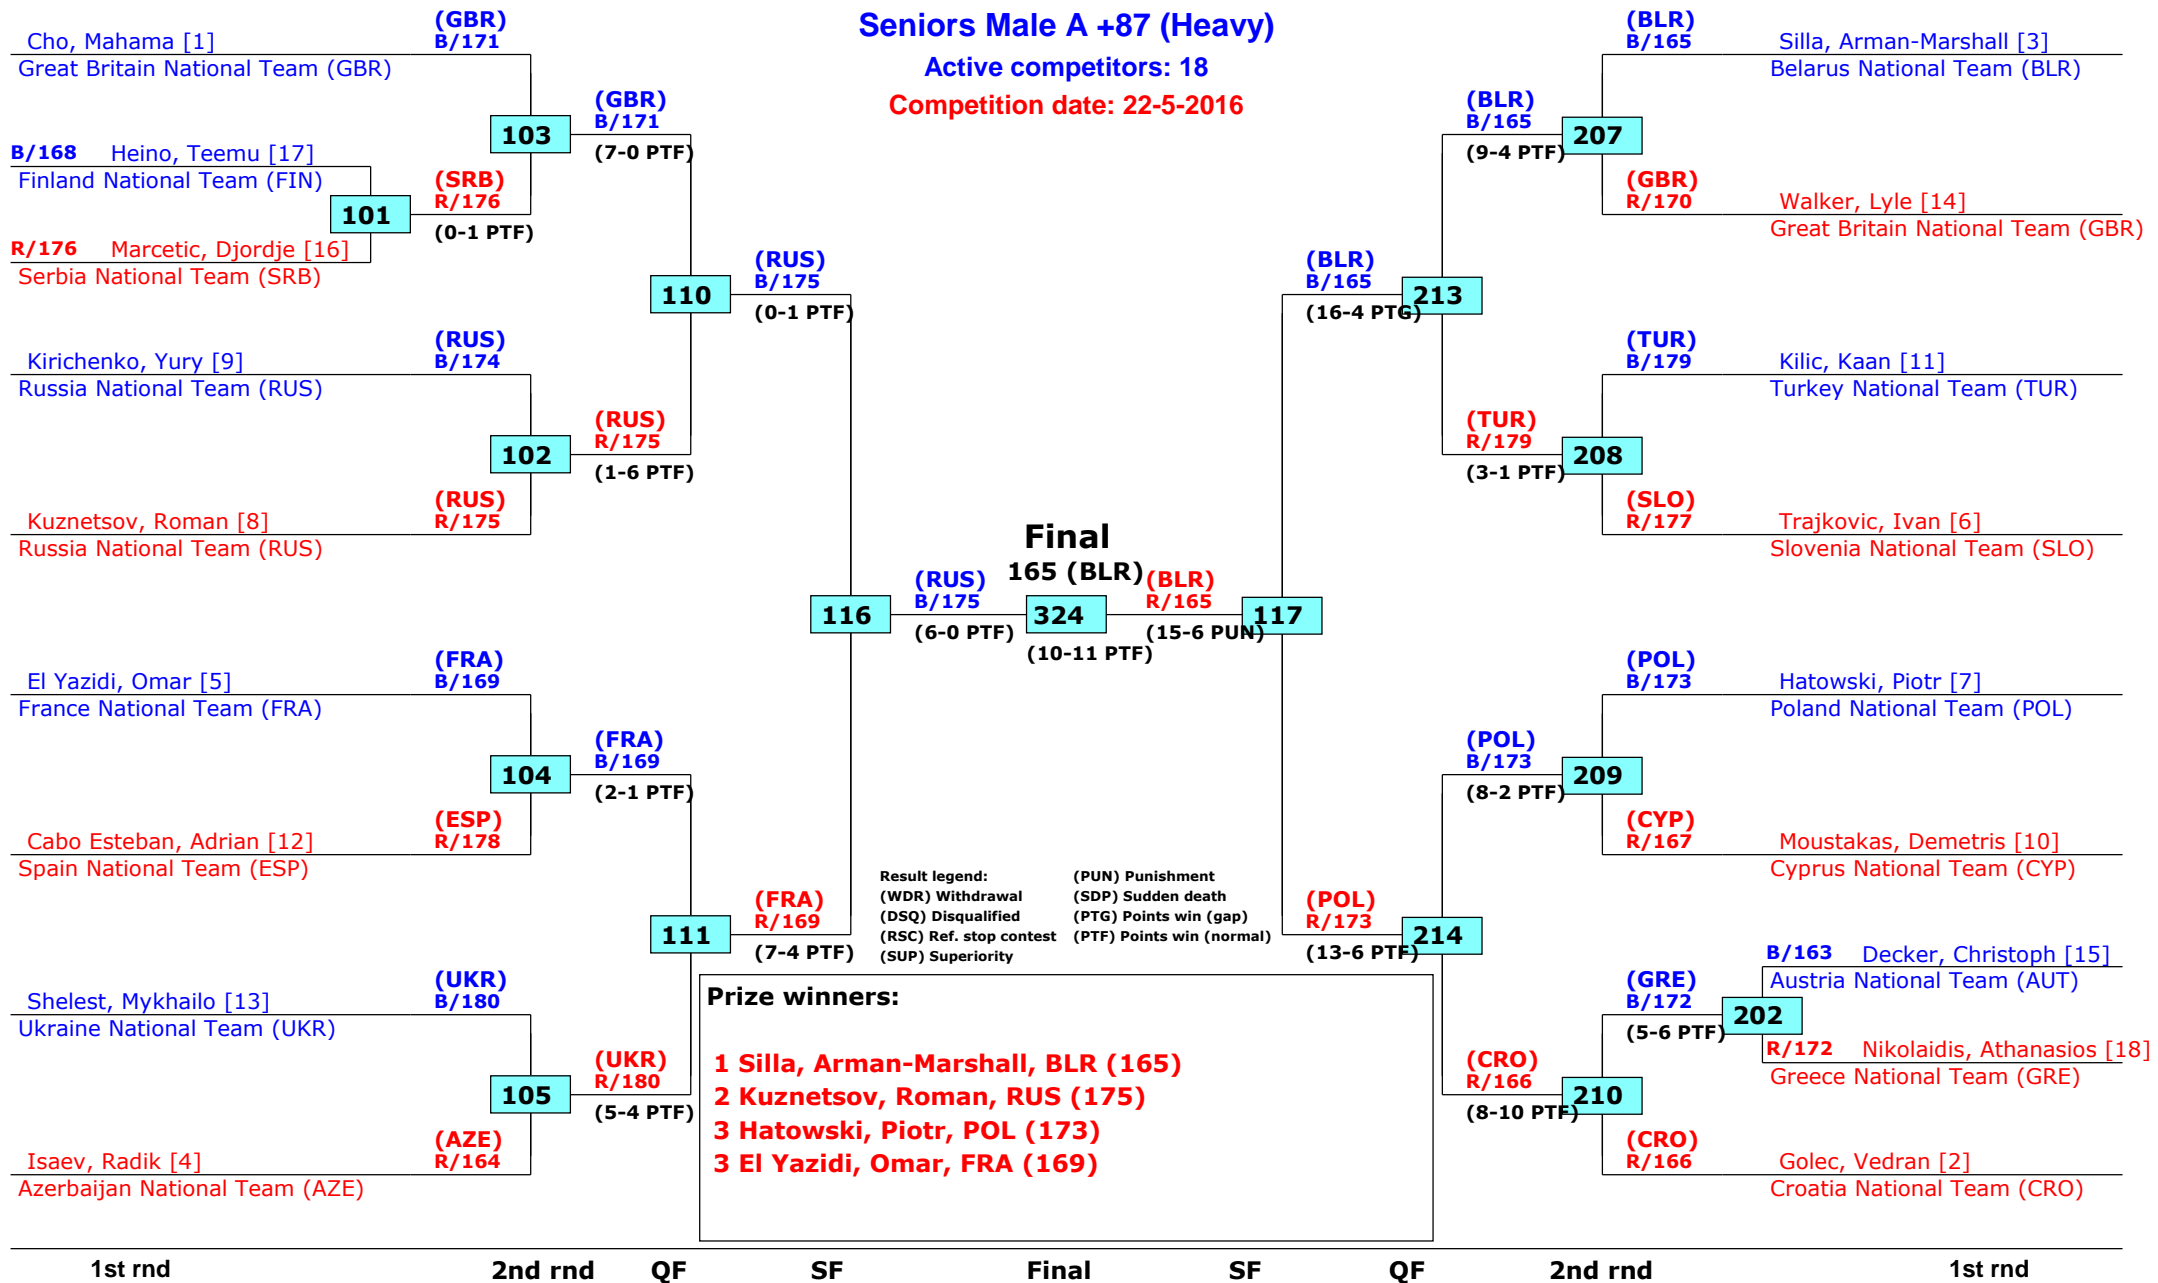 Seniors Male A +87 (Heavy)
Active competitors: 18
Competition date: 22-5-2016
Cho, Mahama [1]
Great Britain National Team (GBR)
(GBR)
B/171
B/168 Heino, Teemu [17]
Finland National Team (FIN)
101
R/176 Marcetic, Djordje [16]
Serbia National Team (SRB)
(SRB)
R/176
(0-1 PTF)
103
(GBR)
B/171
(7-0 PTF)
Kirichenko, Yury [9]
Russia National Team (RUS)
(RUS)
B/174
102
Kuznetsov, Roman [8]
Russia National Team (RUS)
(RUS)
R/175
(RUS)
R/175
(1-6 PTF)
110
(RUS)
B/175
(0-1 PTF)
El Yazidi, Omar [5]
France National Team (FRA)
(FRA)
B/169
104
Cabo Esteban, Adrian [12]
Spain National Team (ESP)
(ESP)
R/178
(FRA)
B/169
(2-1 PTF)
Shelest, Mykhailo [13]
Ukraine National Team (UKR)
(UKR)
B/180
105
Isaev, Radik [4]
Azerbaijan National Team (AZE)
(AZE)
R/164
(UKR)
R/180
(5-4 PTF)
111
(FRA)
R/169
(7-4 PTF)
116
(RUS)
B/175
(6-0 PTF)
Final
165 (BLR)
324
(10-11 PTF)
(BLR)
R/165
(15-6 PUN)
117
(BLR)
B/165
Silla, Arman-Marshall [3]
Belarus National Team (BLR)
(BLR)
B/165
(9-4 PTF)
207
(GBR)
R/170
Walker, Lyle [14]
Great Britain National Team (GBR)
(BLR)
B/165
(16-4 PTG)
213
(TUR)
B/179
Kilic, Kaan [11]
Turkey National Team (TUR)
(TUR)
R/179
(3-1 PTF)
208
(SLO)
R/177
Trajkovic, Ivan [6]
Slovenia National Team (SLO)
(POL)
B/173
Hatowski, Piotr [7]
Poland National Team (POL)
(POL)
B/173
(8-2 PTF)
209
(CYP)
R/167
Moustakas, Demetris [10]
Cyprus National Team (CYP)
(POL)
R/173
(13-6 PTF)
214
B/163 Decker, Christoph [15]
Austria National Team (AUT)
(GRE)
B/172
(5-6 PTF)
202
R/172 Nikolaidis, Athanasios [18]
Greece National Team (GRE)
(CRO)
R/166
(8-10 PTF)
210
(CRO)
R/166
Golec, Vedran [2]
Croatia National Team (CRO)
Result legend:
(WDR) Withdrawal
(DSQ) Disqualified
(RSC) Ref. stop contest
(SUP) Superiority
(PUN) Punishment
(SDP) Sudden death
(PTG) Points win (gap)
(PTF) Points win (normal)
Prize winners:
1 Silla, Arman-Marshall, BLR (165)
2 Kuznetsov, Roman, RUS (175)
3 Hatowski, Piotr, POL (173)
3 El Yazidi, Omar, FRA (169)
1st rnd 2nd rnd QF SF Final SF QF 2nd rnd 1st rnd